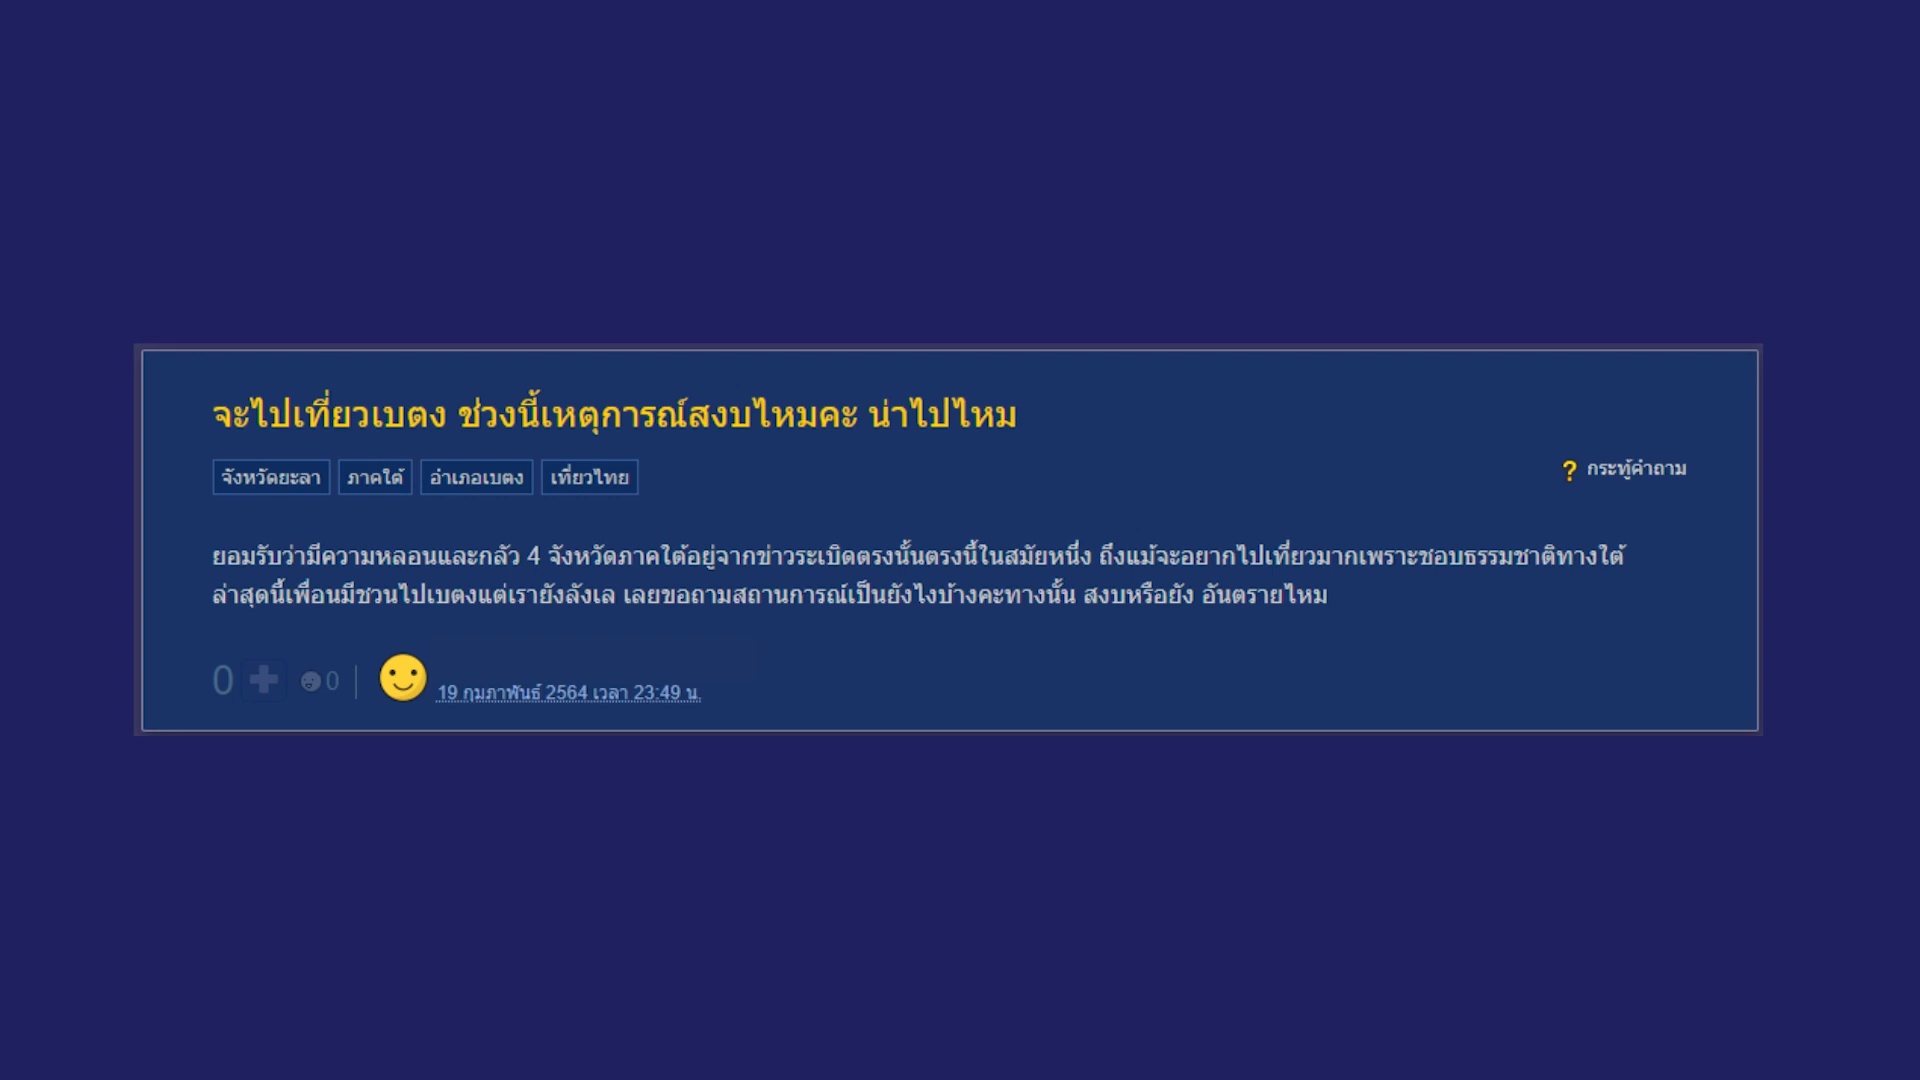 จะไปเที่ยวเบตง ช่วงนี้เหตุการณ์สงบไหมคะ น่าไปไหม
จังหวัดยะลา ภาคใต้ อำเภอเบตง เที่ยวไทย
? กระทู้คำถาม
ยอมรับว่ามีความหลอนและกลัว 4 จังหวัดภาคใต้อยู่จากข่าวระเบิดตรงนั้นตรงนี้ในสมัยหนึ่ง ถึงแม้จะอยากไปเที่ยวมากเพราะชอบธรรมชาติทางใต้
ล่าสุดนี้เพื่อนมีชวนไปเบตงแต่เรายังลังเล เลยขอถามสถานการณ์เป็นยังไงบ้างคะทางนั้น สงบหรือยัง อันตรายไหม
0 0
19 กุมภาพันธ์ 2564 เวลา 23:49 น.